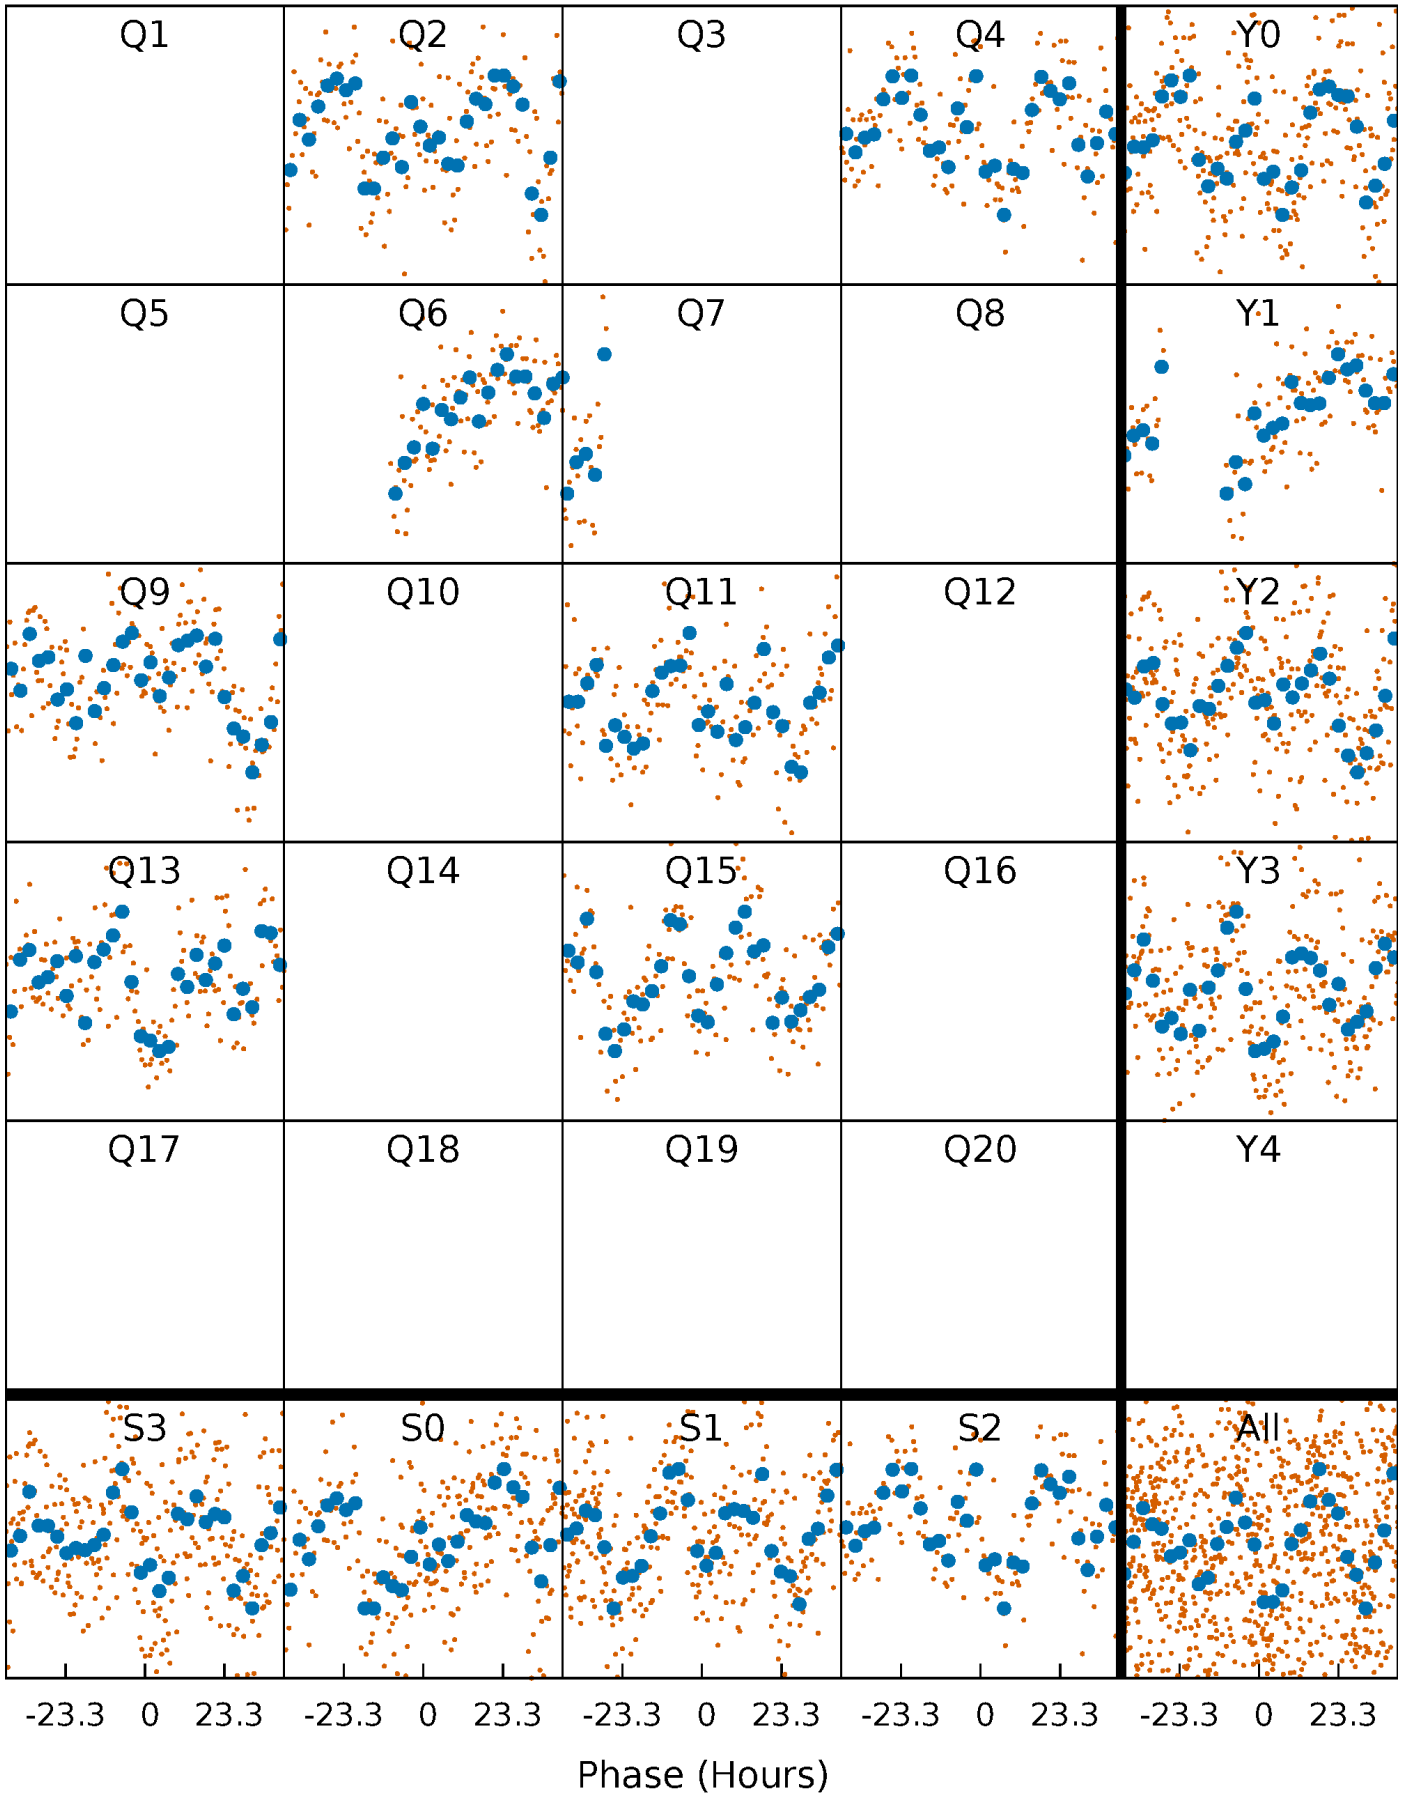 Q1 Q2 Q3 Q4 Y0
Q5 Q6 Q7 Q8 Y1
Q9 Q10 Q11 Q12 Y2
Q13 Q14 Q15 Q16 Y3
Q17 Q18 Q19 Q20 Y4
S3 S0 S1 S2 All
-23.3 0 23.3 -23.3 0 23.3 -23.3 0 23.3 -23.3 0 23.3 -23.3 0 23.3
Phase (Hours)